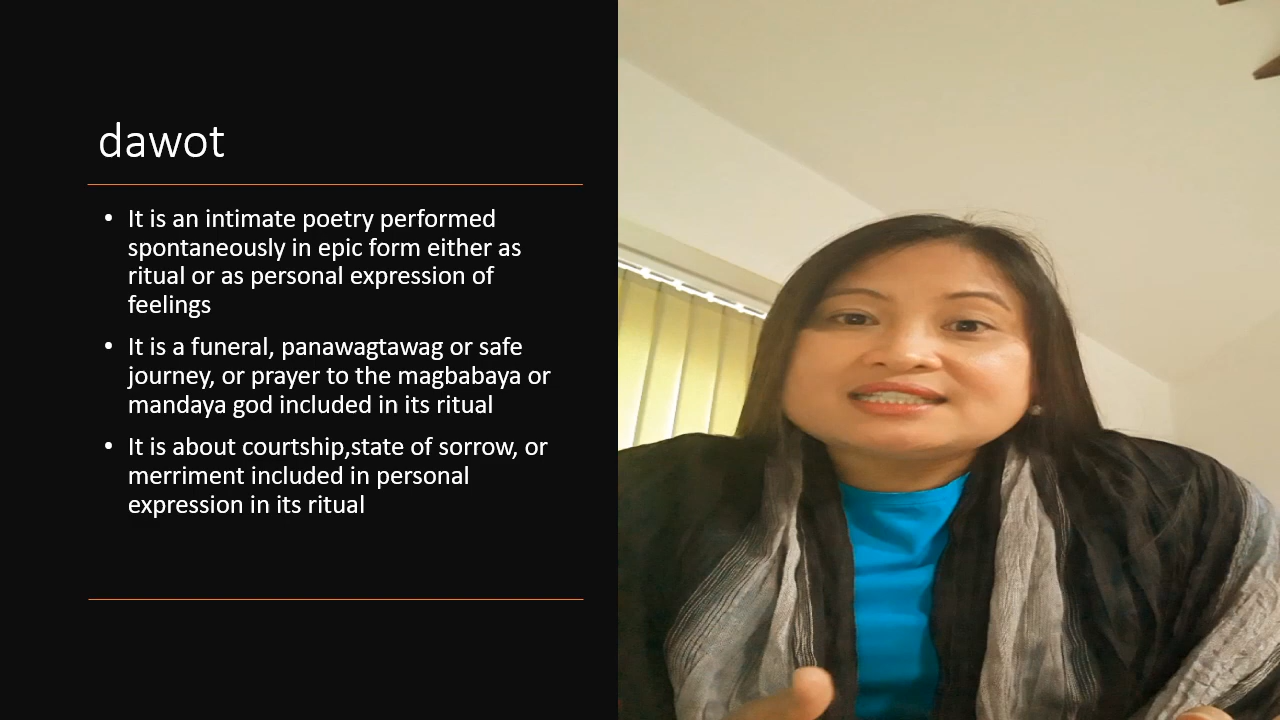 dawot
• It is an intimate poetry performed
spontaneously in epic form either as
ritual or as personal expression of
feelings
• It is a funeral, panawagtawag or safe
journey, or prayer to the magbabaya or
mandaya god included in its ritual
• It is about courtship,state of sorrow, or
merriment included in personal
expression in its ritual